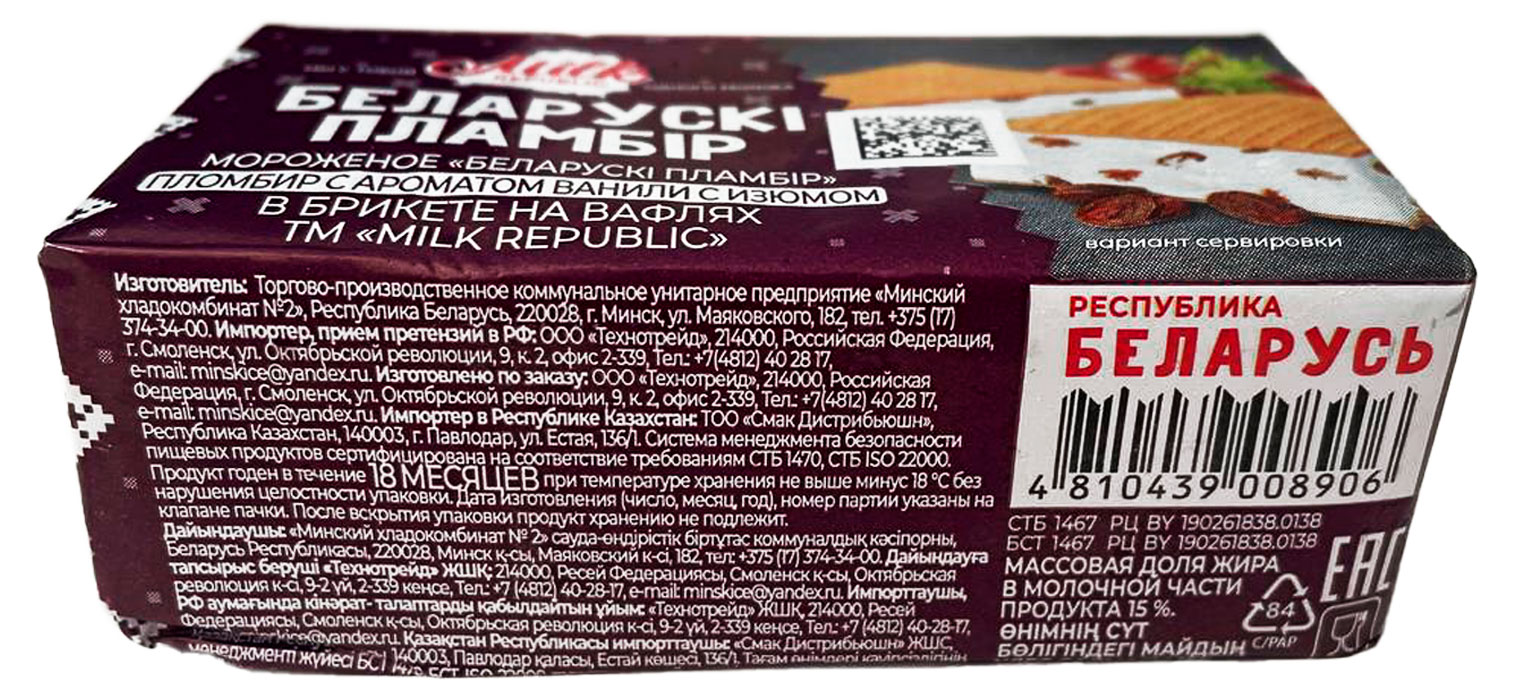 Milk
БЕЛАРУСКІ
ПЛАМБІР
МОРОЖЕНОЕ «БЕЛАРУСКІ ПЛАМБІР»
ПЛОМБИР С АРОМАТОМ ВАНИЛИ С ИЗЮМОМ
В БРИКЕТЕ НА ВАФЛЯХ
ТМ «MILK REPUBLIC»
вариант сервировки
Изготовитель: Торгово-производственное коммунальное унитарное предприятие «Минский
хладокомбинат №2», Республика Беларусь, 220028, г. Минск, ул. Маяковского, 182, тел. +375 (17)
374-34-00. Импортер, прием претензий в РФ: ООО «Технотрейд», 214000, Российская Федерация,
г. Смоленск, ул. Октябрьской революции, 9, к. 2, офис 2-339, Тел.: +7(4812) 40 28 17,
e-mail: minskice@yandex.ru. Изготовлено по заказу: ООО «Технотрейд», 214000, Российская
Федерация, г. Смоленск, ул. Октябрьской революции, 9, к. 2, офис 2-339, Тел.: +7(4812) 40 28 17,
e-mail: minskice@yandex.ru. Импортер в Республике Казахстан: ТОО «Смак Дистрибьюшн»,
Республика Казахстан, 140003, г. Павлодар, ул. Естая, 136/1. Система менеджмента безопасности
пищевых продуктов сертифицирована на соответствие требованиям СТБ 1470, СТБ ISO 22000.
Продукт годен в течение 18 МЕСЯЦЕВ при температуре хранения не выше минус 18 °С без
нарушения целостности упаковки. Дата изготовления (число, месяц, год), номер партии указаны на
клапане пачки. После вскрытия упаковки продукт хранению не подлежит.
Дайындаушы: «Минский хладокомбинат № 2» сауда-өндірістік біртұтас коммуналдық кәсіпорны,
Беларусь Республикасы, 220028, Минск қ-сы, Маяковский к-сі, 182, тел: +375 (17) 374-34-00. Дайындауға
тапсырыс беруші «Технотрейд» ЖШҚ: 214000, Ресей Федерациясы, Смоленск қ-сы, Октябрьская
революция к-сі, 9-2 үй, 2-339 кеңсе, Тел.: +7 (4812) 40-28-17, e-mail: minskice@yandex.ru. Импорттаушы,
РФ аумағында кінәрат- талаптарды қабылдайтын ұйым: «Технотрейд» ЖШҚ, 214000, Ресей
Федерациясы, Смоленск қ-сы, Октябрьская революция к-сі, 9-2 үй, 2-339 кеңсе, Тел.: +7 (4812) 40-28-17,
@yandex.ru. Қазақстан Республикасы импорттаушы: «Смак Дистрибьюшн» ЖШС,
140003, Павлодар қаласы, Естай көшесі, 136/1. Тағам өнімдері қауіпсіздігінің
менеджменті жүйесі
РЕСПУБЛИКА
БЕЛАРУСЬ
4 810439 008906
СТБ 1467 РЦ BY 190261838.0138
БСТ 1467 РЦ BY 190261838.0138
МАССОВАЯ ДОЛЯ ЖИРА
В МОЛОЧНОЙ ЧАСТИ
ПРОДУКТА 15 %.
ӨНІМНІҢ СҮТ
БӨЛІГІНДЕГІ МАЙДЫҢ
EAC
84
C/PAP